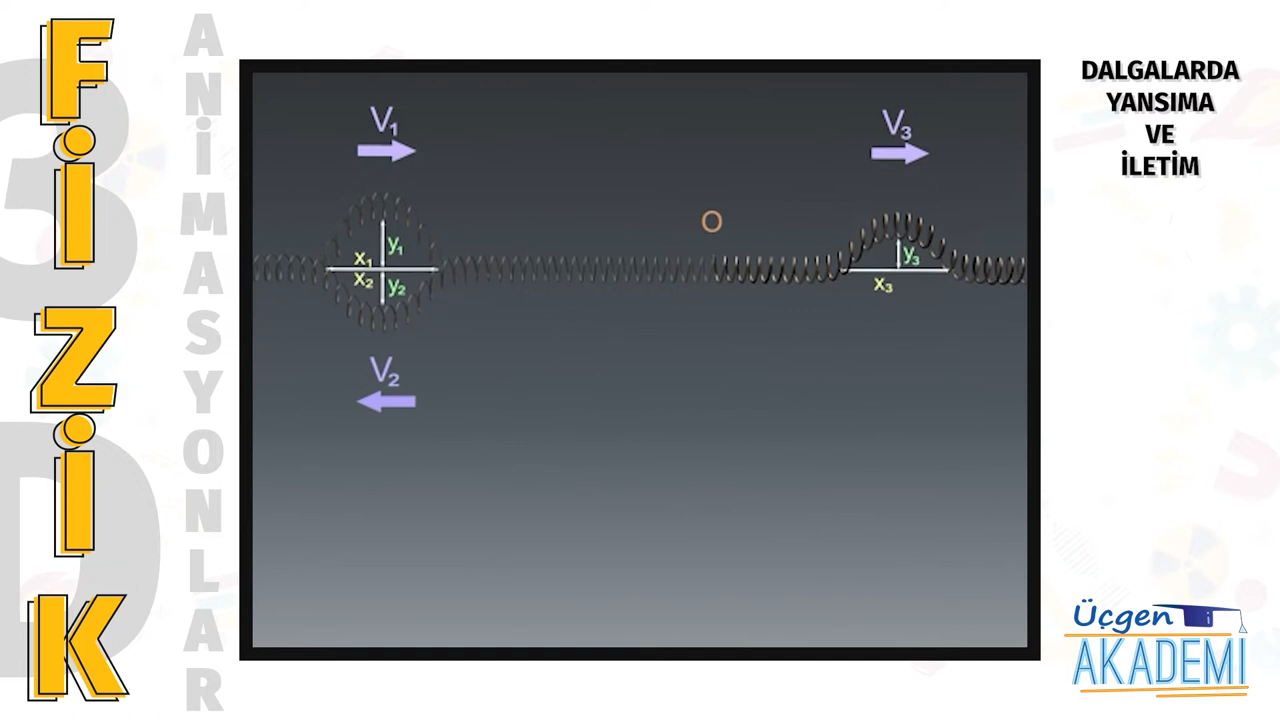 3D
FİZİK
ANİMASYONLAR
V₁
V₃
O
y₁
x₁
x₂
y₂
y₃
x₃
V₂
DALGALARDA
YANSIMA
VE
İLETİM
Üçgen
AKADEMİ